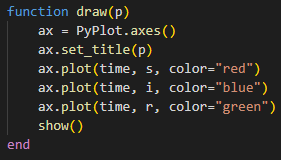 function draw(p)
    ax = PyPlot.axes()
    ax.set_title(p)
    ax.plot(time, s, color="red")
    ax.plot(time, i, color="blue")
    ax.plot(time, r, color="green")
    show()
end